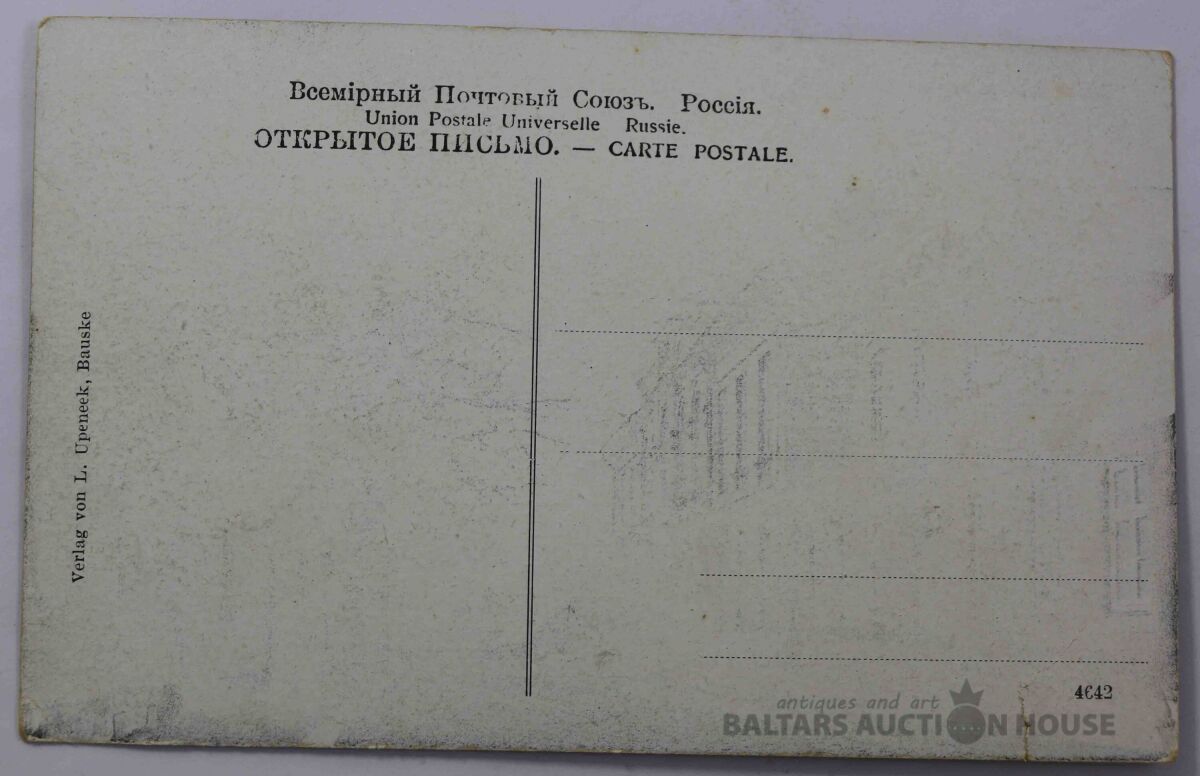 Всемірный Почтовый Союзъ. Россія.
Union Postale Universelle Russie.
ОТКРЫТОЕ ПИСЬМО. — CARTE POSTALE.
Verlag von L. Upeneek, Bauske
4642
antiques and art
BALTARS AUCTION HOUSE